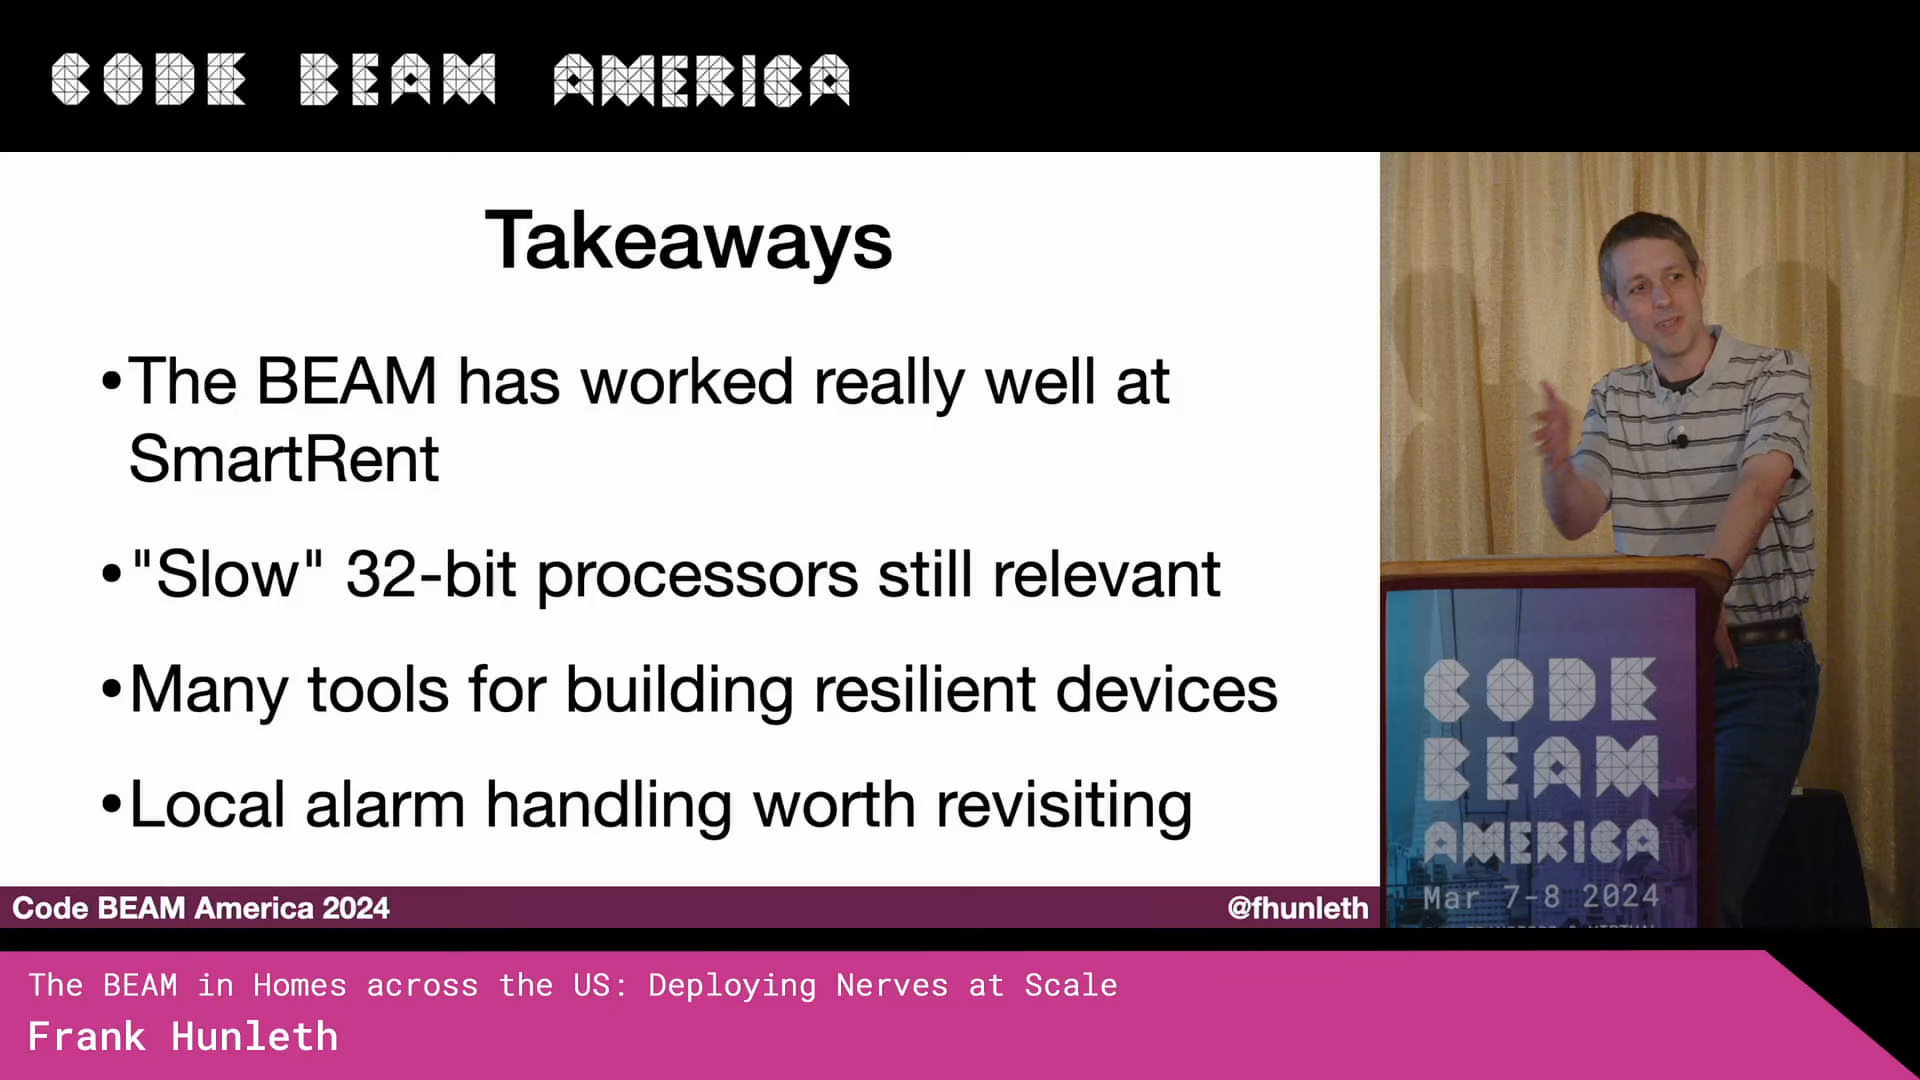 CODE BEAM AMERICA
Takeaways
•The BEAM has worked really well at
SmartRent
•"Slow" 32-bit processors still relevant
•Many tools for building resilient devices
•Local alarm handling worth revisiting
Code BEAM America 2024
@fhunleth
CODE
BEAM
AMERICA
Mar 7-8 2024
The BEAM in Homes across the US: Deploying Nerves at Scale
Frank Hunleth